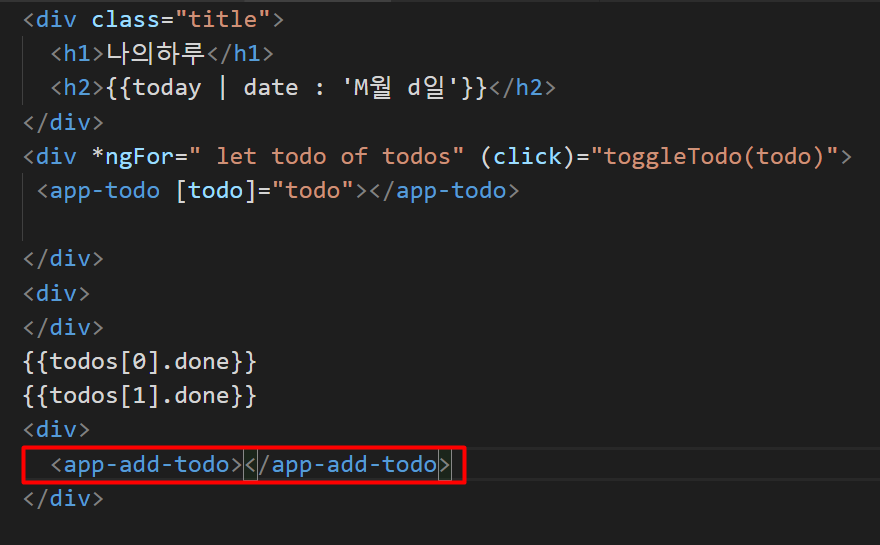 <div class="title">
<h1>나의하루</h1>
<h2>{{today | date : 'M월 d일'}}</h2>
</div>
<div *ngFor=" let todo of todos" (click)="toggleTodo(todo)">
<app-todo [todo]="todo"></app-todo>
</div>
<div>
</div>
{{todos[0].done}}
{{todos[1].done}}
<div>
<app-add-todo></app-add-todo>
</div>